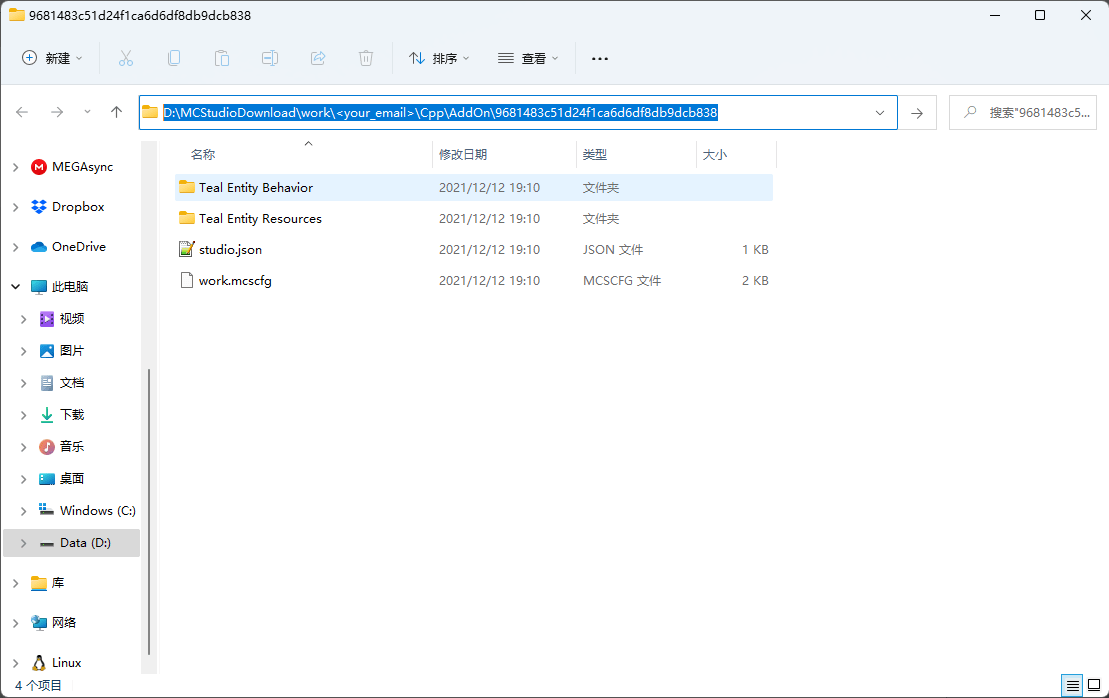 9681483c51d24f1ca6d6df8db9dcb838
新建 排序 查看
D:\MCStudioDownload\work\<your_email>\Cpp\AddOn\9681483c51d24f1ca6d6df8db9dcb838 搜索"9681483c5...
名称 修改日期 类型 大小
MEGAsync
Dropbox
OneDrive
此电脑
视频
图片
文档
下载
音乐
桌面
Windows (C:)
Data (D:)
库
网络
Linux
Teal Entity Behavior 2021/12/12 19:10 文件夹
Teal Entity Resources 2021/12/12 19:10 文件夹
studio.json 2021/12/12 19:10 JSON 文件 1 KB
work.mcscfg 2021/12/12 19:10 MCSCFG 文件 2 KB
4 个项目